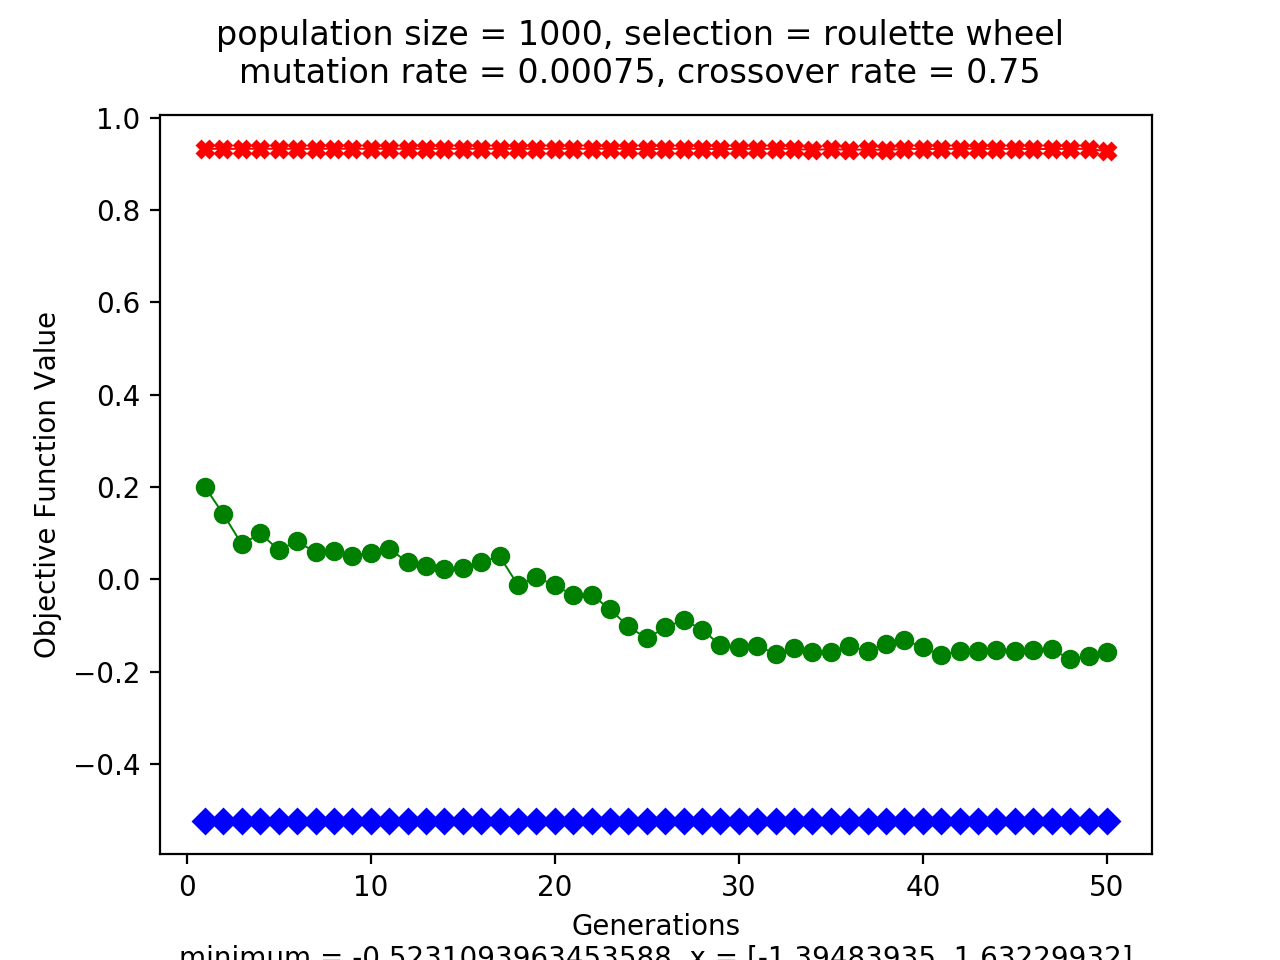 population size = 1000, selection = roulette wheel
mutation rate = 0.00075, crossover rate = 0.75
1.0
0.8
0.6
0.4
0.2
0.0
−0.2
−0.4
Objective Function Value
0 10 20 30 40 50
Generations
minimum = -0.5231093963453588, x = [-1.39483935, 1.63229932]